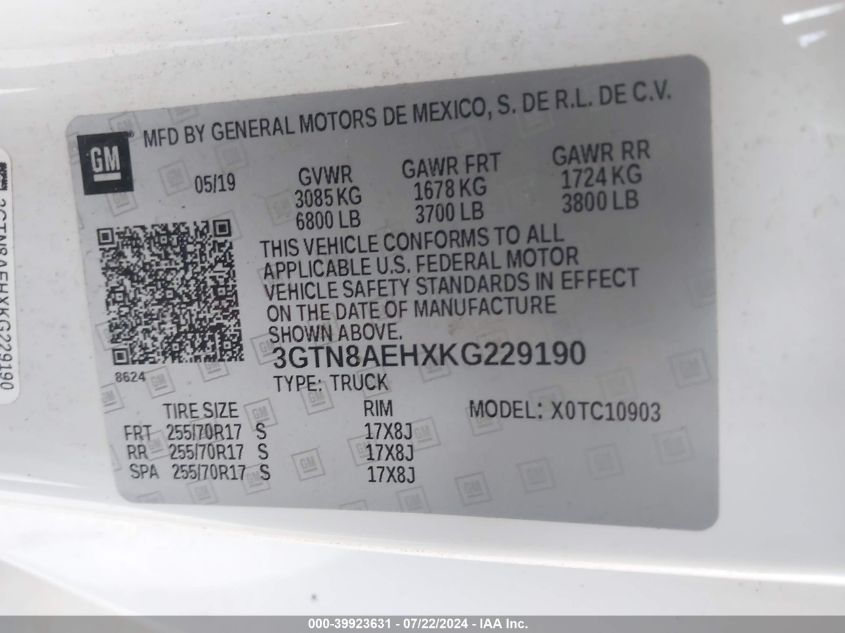 GM
MFD BY GENERAL MOTORS DE MEXICO, S. DE R.L. DE C.V.
05/19
GVWR
3085 KG
6800 LB
GAWR FRT
1678 KG
3700 LB
GAWR RR
1724 KG
3800 LB
THIS VEHICLE CONFORMS TO ALL
APPLICABLE U.S. FEDERAL MOTOR
VEHICLE SAFETY STANDARDS IN EFFECT
ON THE DATE OF MANUFACTURE
SHOWN ABOVE.
8624
3GTN8AEHXKG229190
TYPE: TRUCK
TIRE SIZE RIM MODEL: X0TC10903
FRT 255/70R17 S 17X8J
RR 255/70R17 S 17X8J
SPA 255/70R17 S 17X8J
3GTN8AEHXKG229190
000-39923631 - 07/22/2024 - IAA Inc.